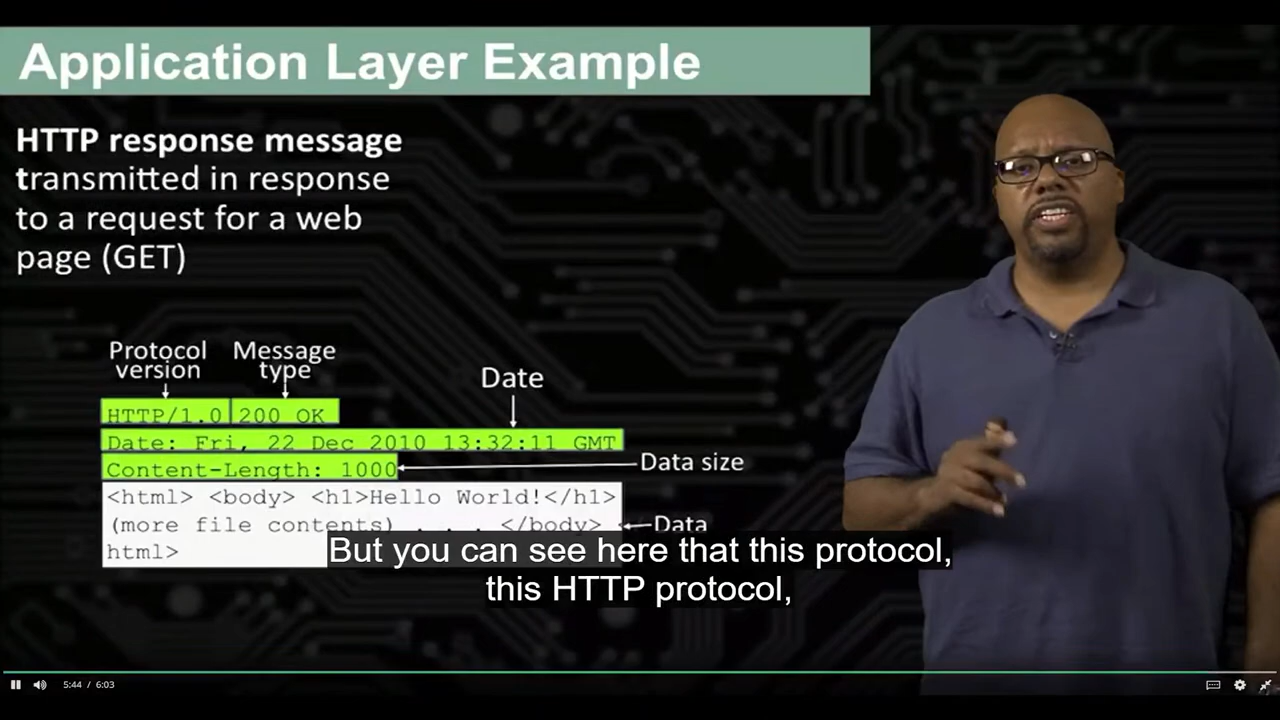 Application Layer Example
HTTP response message
transmitted in response
to a request for a web
page (GET)
Protocol version
Message type
Date
HTTP/1.0 200 OK
Date: Fri, 22 Dec 2010 13:32:11 GMT
Content-Length: 1000
Data size
<html> <body> <h1>Hello World!</h1>
(more file contents) . . . </body>
Data
html>
But you can see here that this protocol,
this HTTP protocol,
5:44 / 6:03